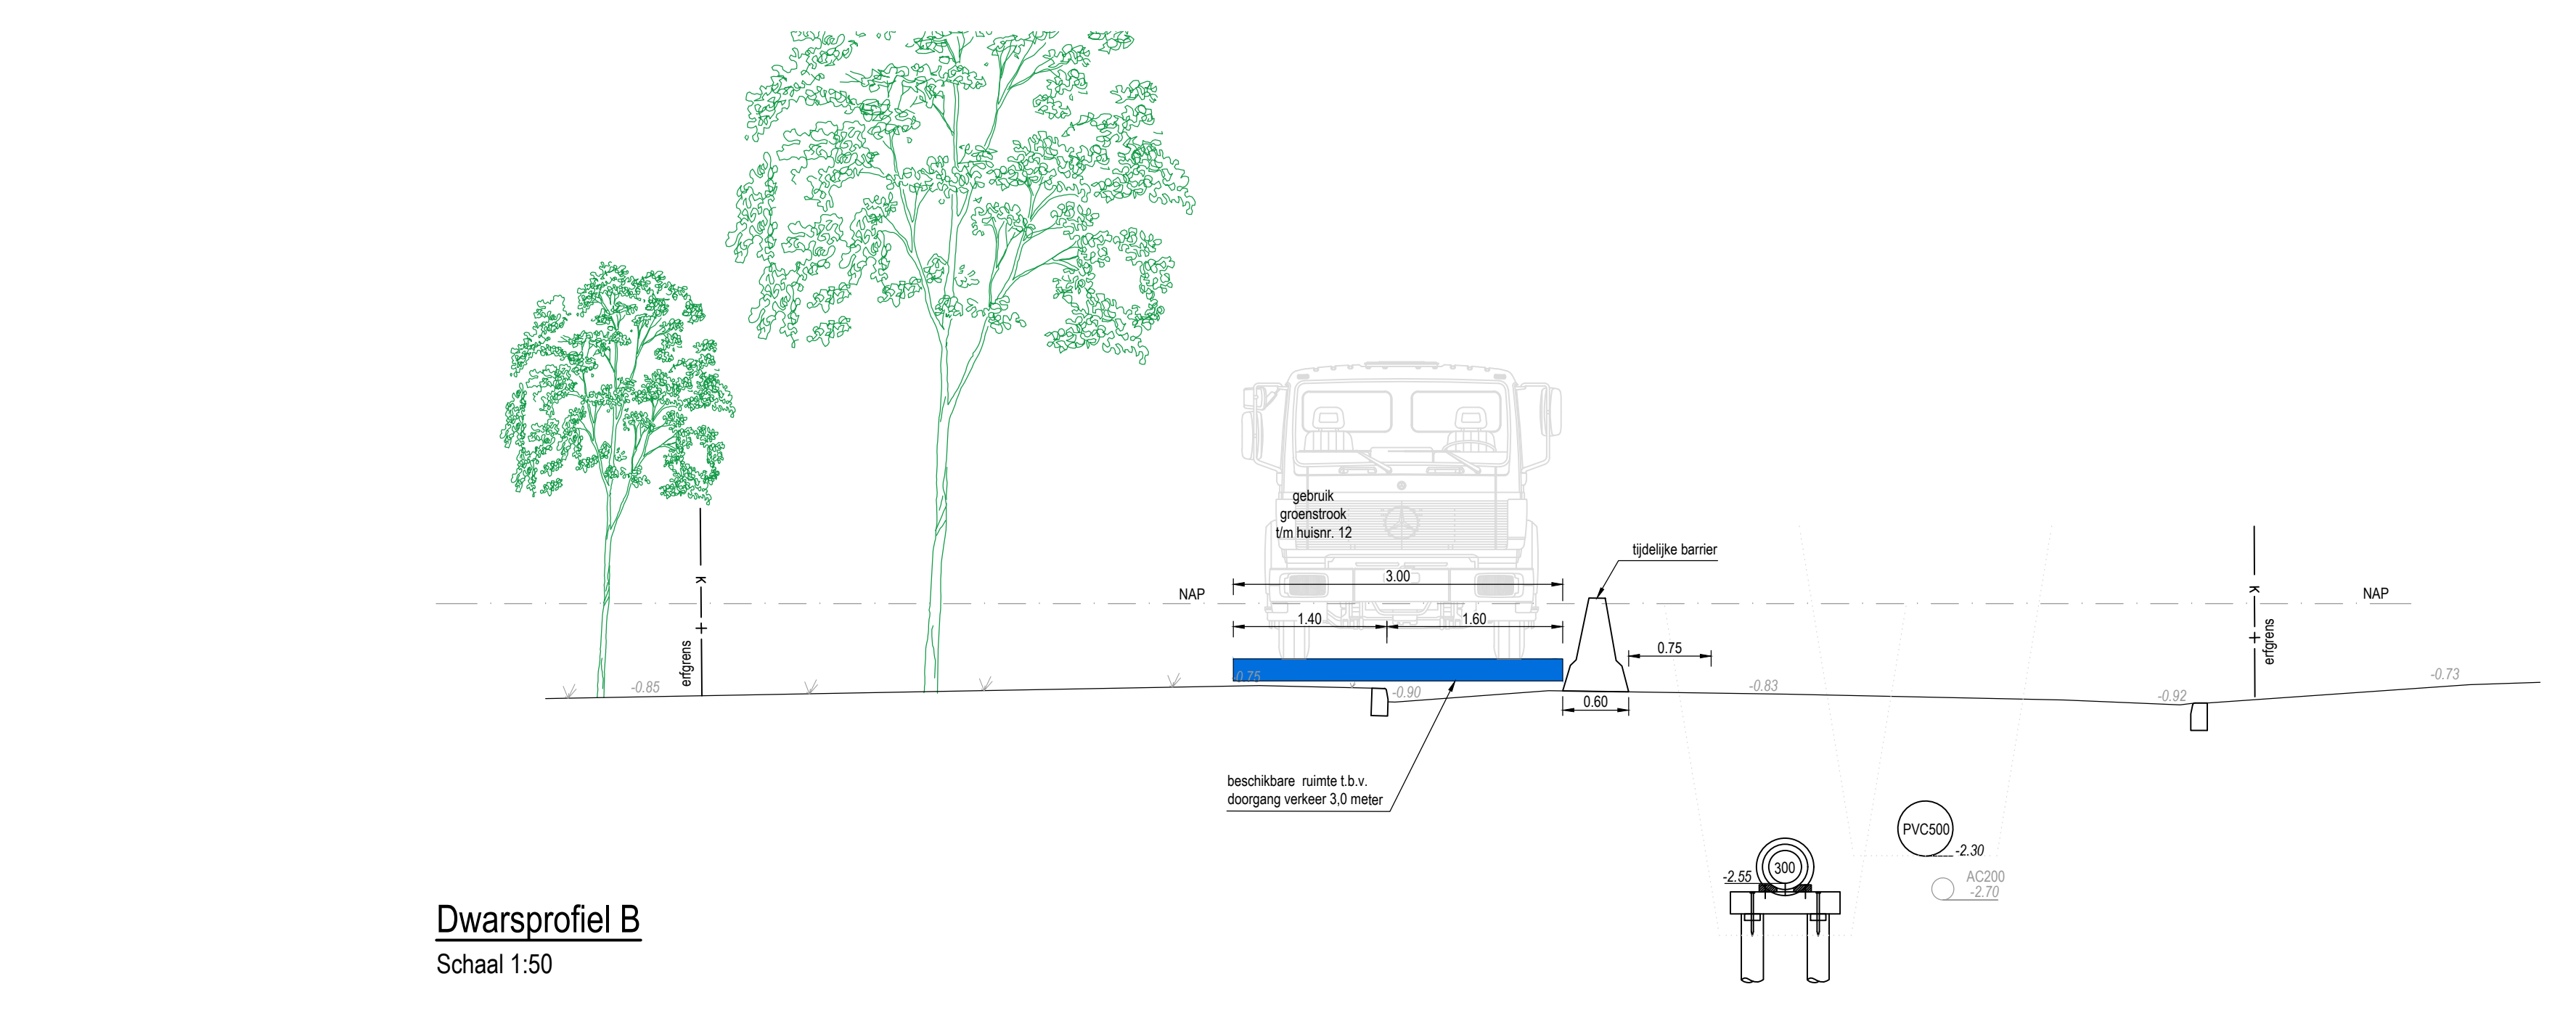 gebruik
groenstrook
t/m huisnr. 12
tijdelijke barrier
3.00
NAP
NAP
K
K
1.40
1.60
0.75
erfgrens
erfgrens
-0.85
-0.75
-0.90
-0.83
-0.92
-0.73
0.60
beschikbare ruimte t.b.v.
doorgang verkeer 3,0 meter
PVC500
-2.30
300
-2.55
AC200
-2.70
Dwarsprofiel B
Schaal 1:50